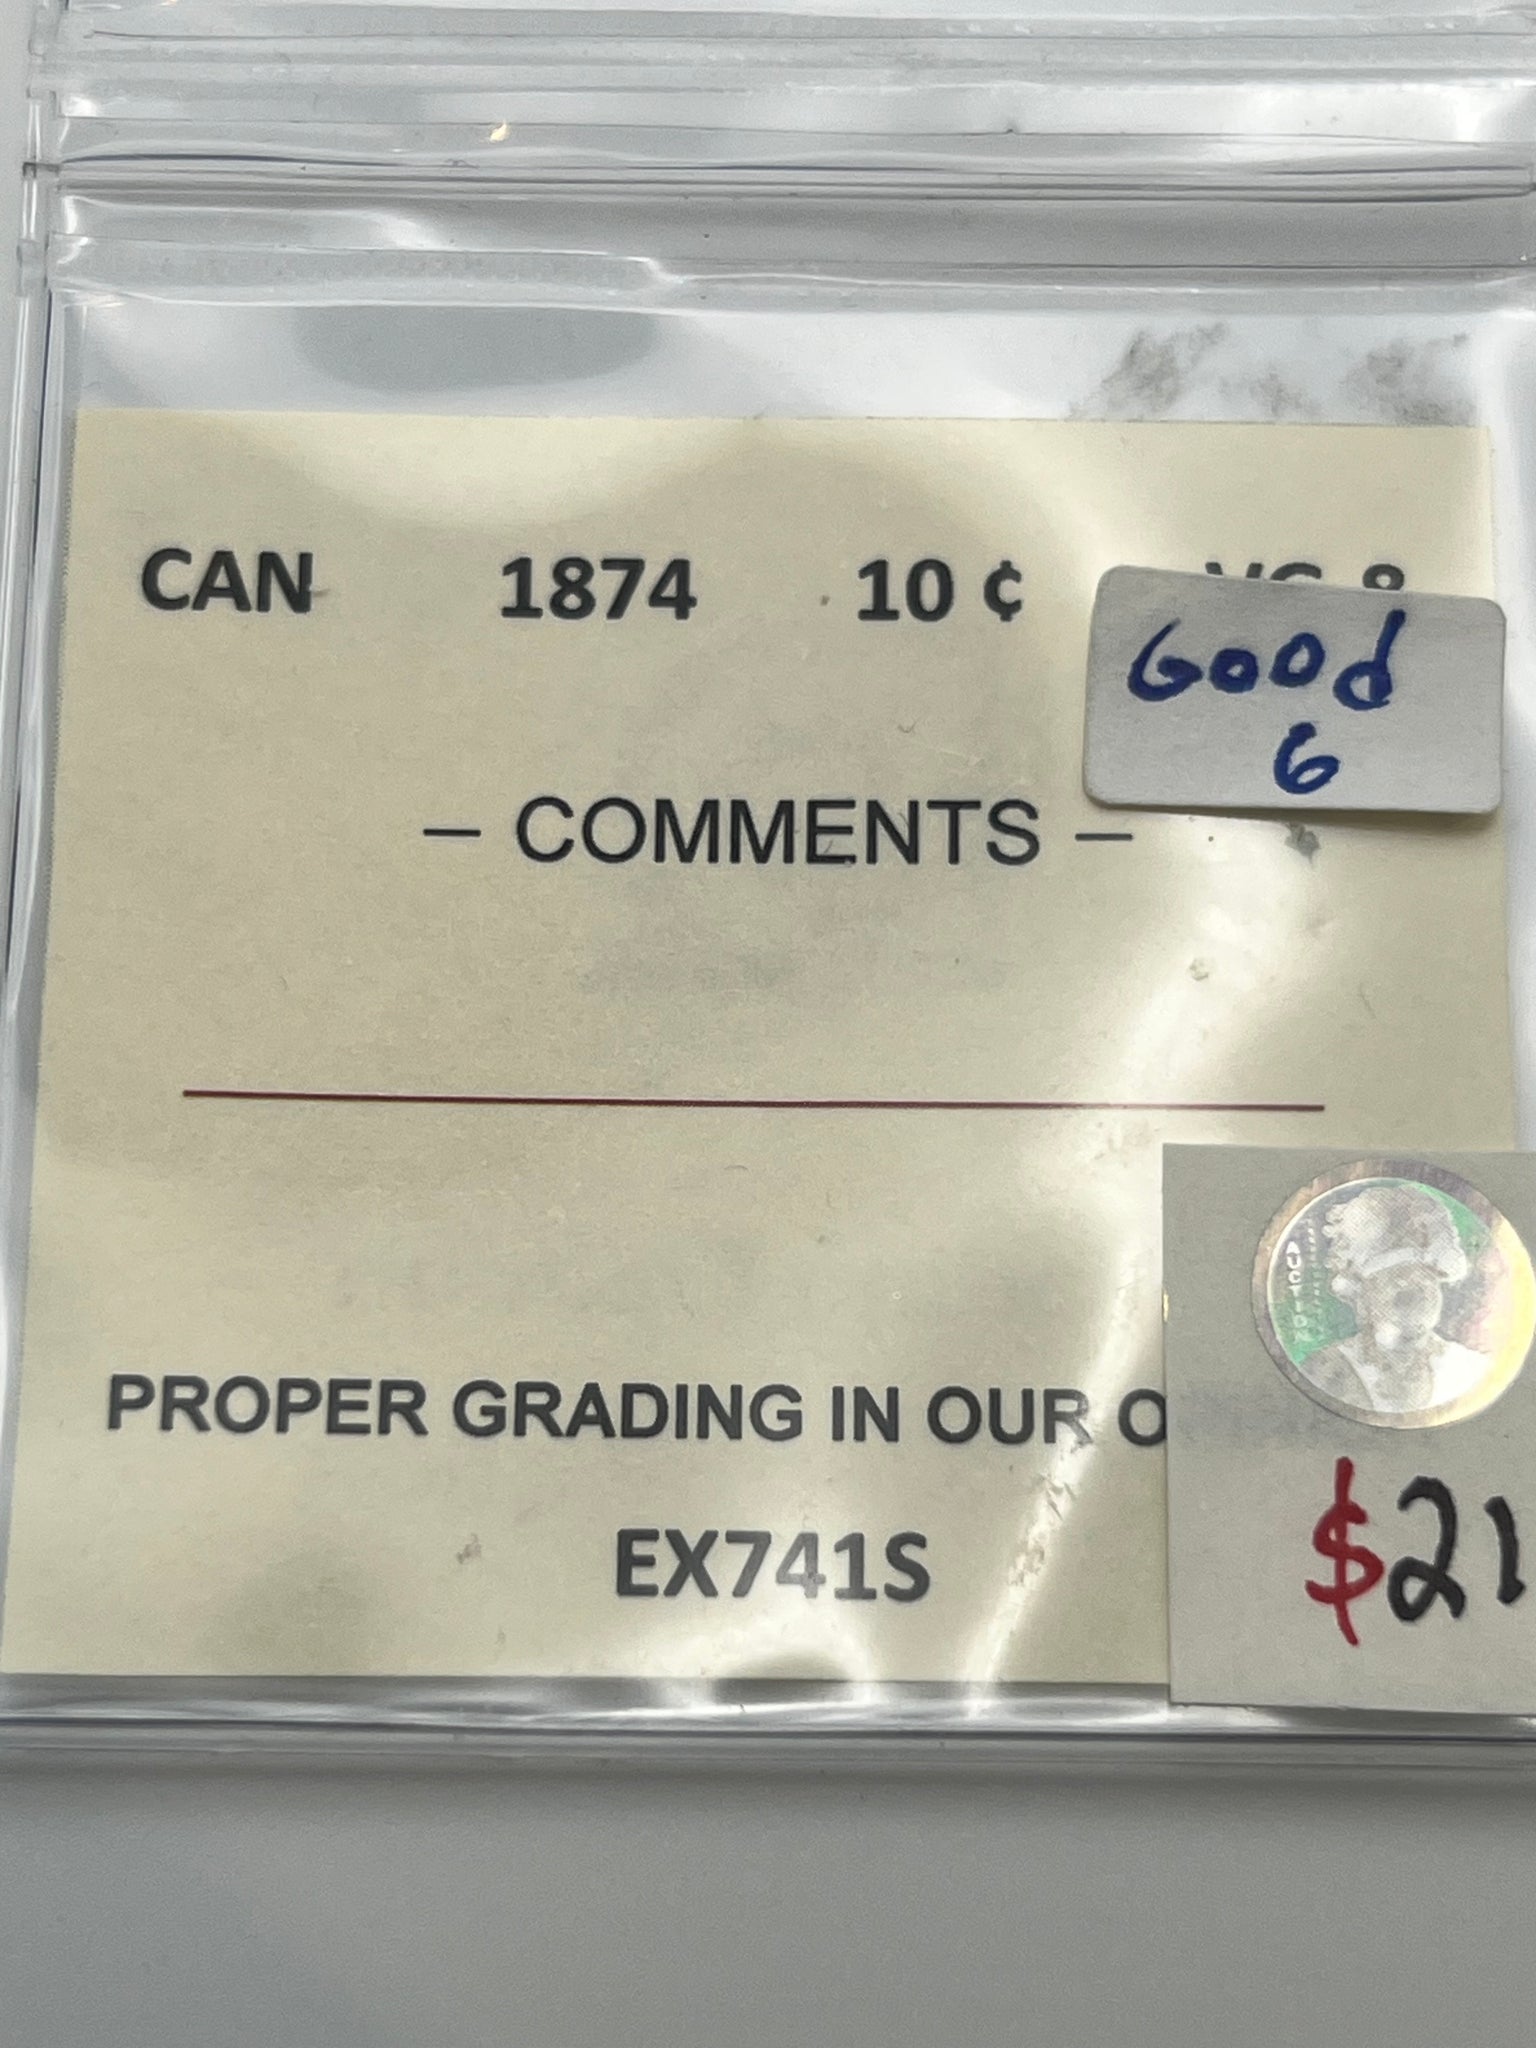 CAN 1874 10 ¢
Good
6
– COMMENTS –
PROPER GRADING IN OUR
$21
EX741S